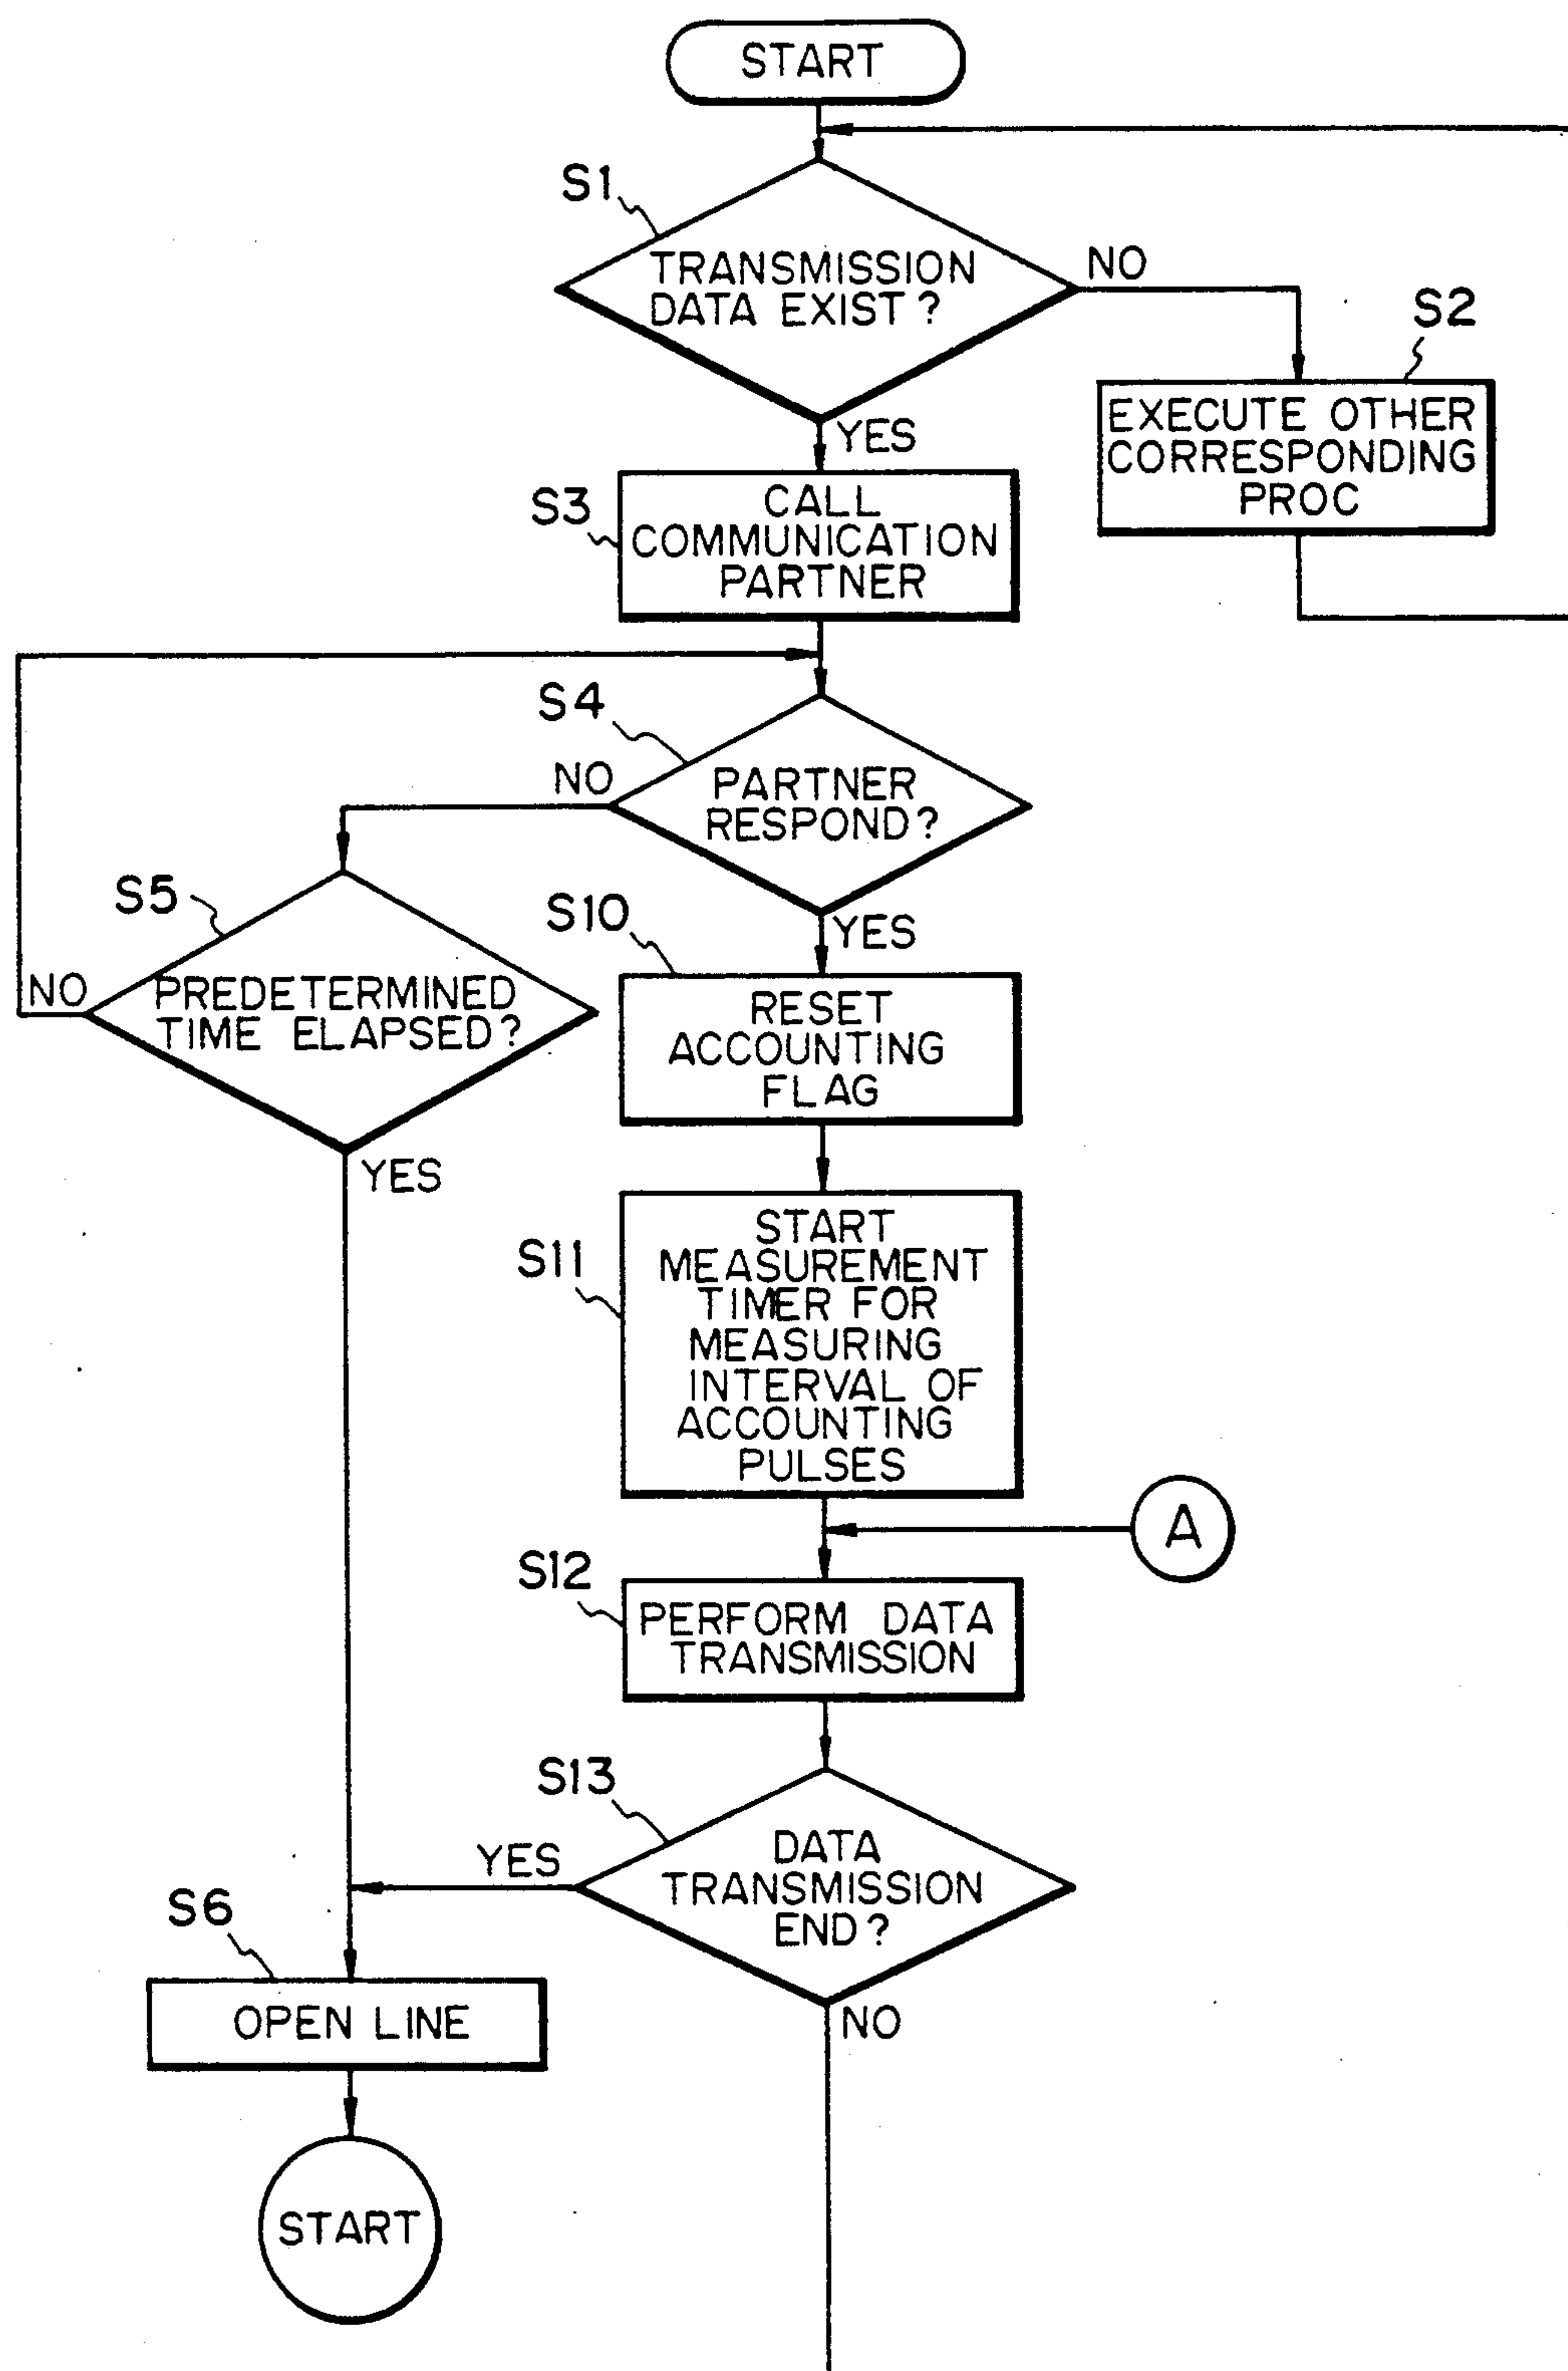 START
S1
TRANSMISSION
DATA EXIST?
NO
S2
EXECUTE OTHER
CORRESPONDING
PROC
YES
S3
CALL
COMMUNICATION
PARTNER
S4
NO
PARTNER
RESPOND?
S5
S10
YES
NO
PREDETERMINED
TIME ELAPSED?
RESET
ACCOUNTING
FLAG
YES
S11
START
MEASUREMENT
TIMER FOR
MEASURING
INTERVAL OF
ACCOUNTING
PULSES
A
S12
PERFORM DATA
TRANSMISSION
S13
YES
DATA
TRANSMISSION
END?
S6
OPEN LINE
NO
START